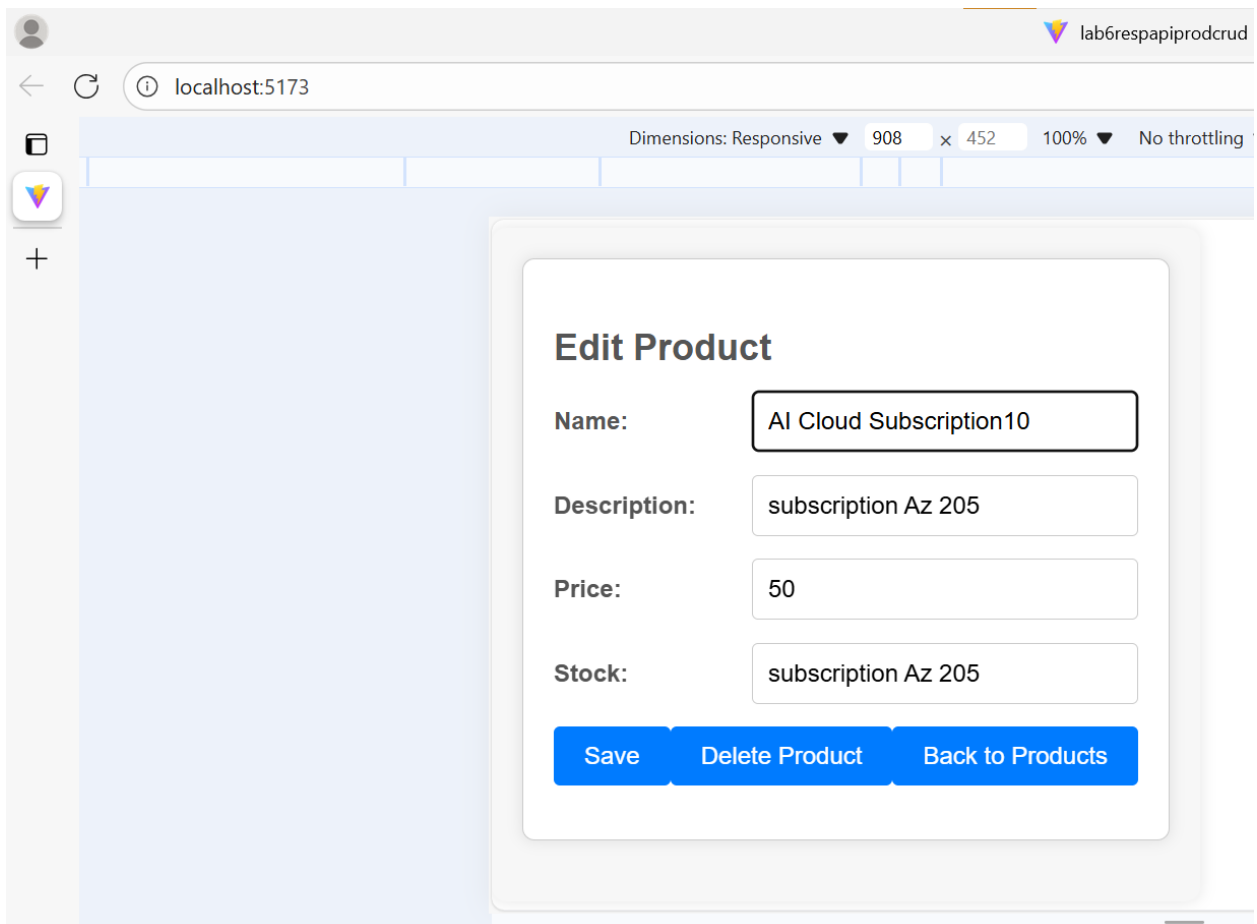 lab6respapiprodcrud
localhost:5173
Dimensions: Responsive 908 × 452 100% No throttling
Edit Product
Name: AI Cloud Subscription10
Description: subscription Az 205
Price: 50
Stock: subscription Az 205
Save Delete Product Back to Products